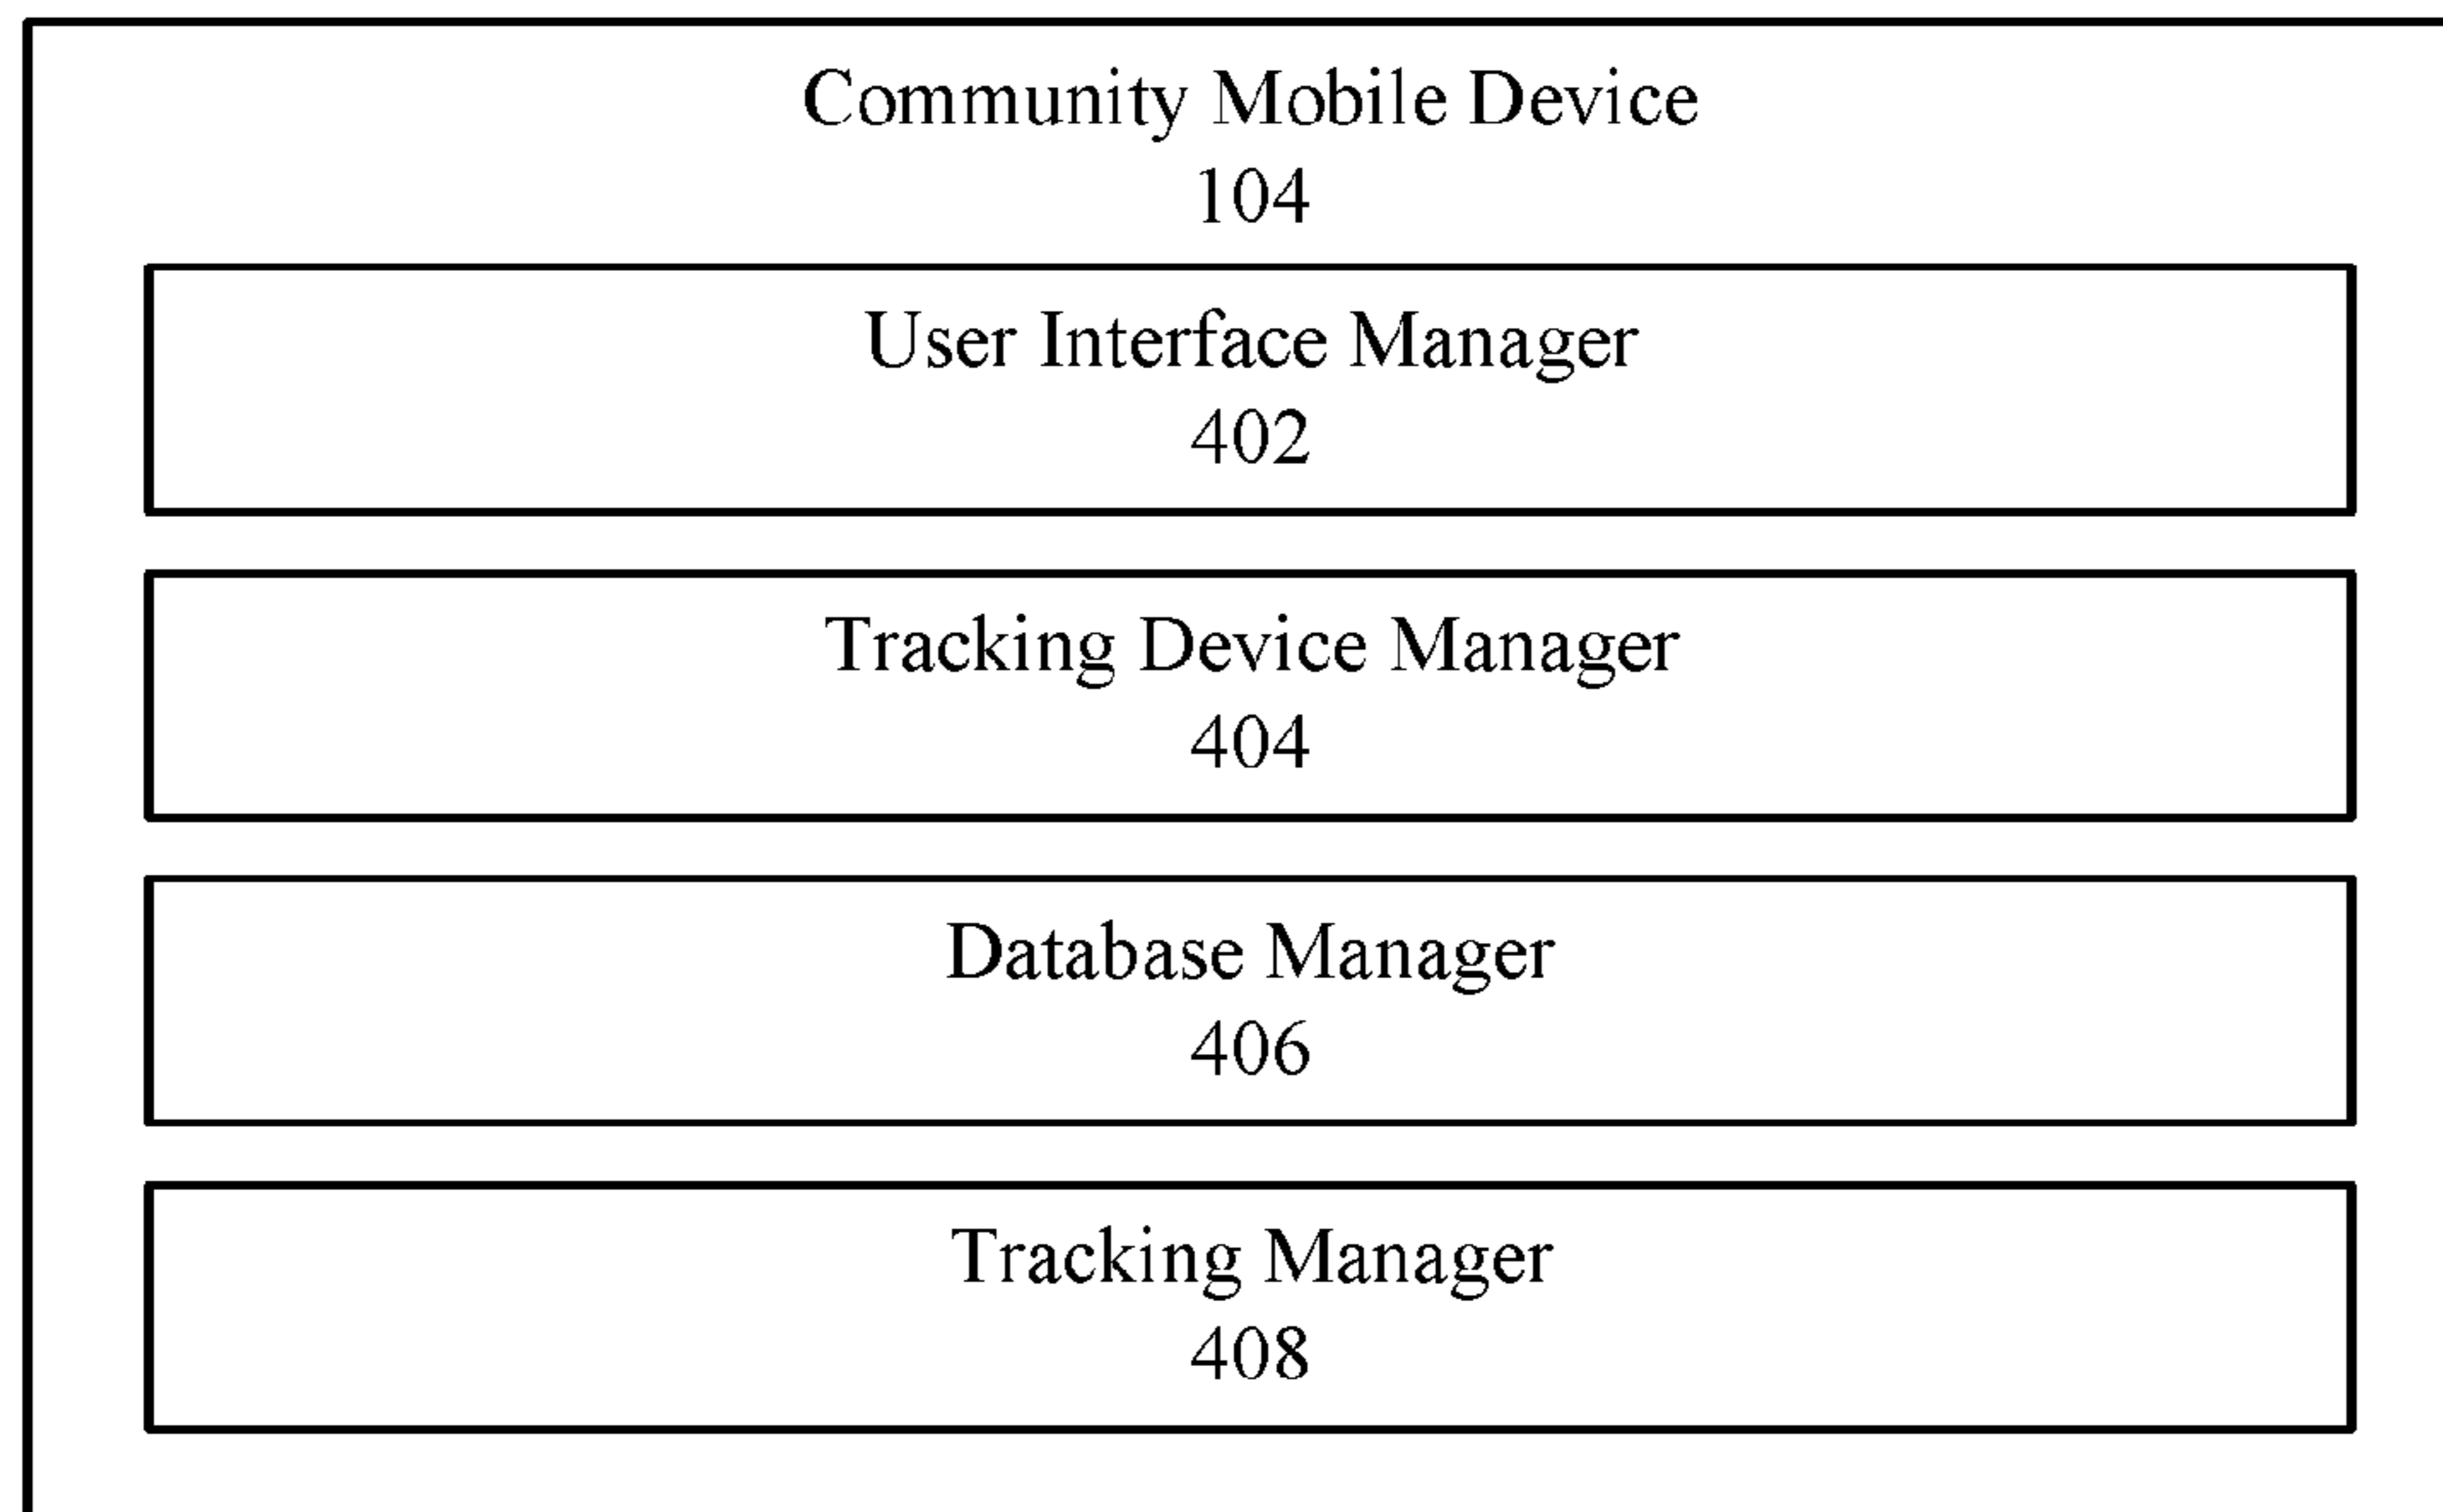 Community Mobile Device
104
User Interface Manager
402
Tracking Device Manager
404
Database Manager
406
Tracking Manager
408